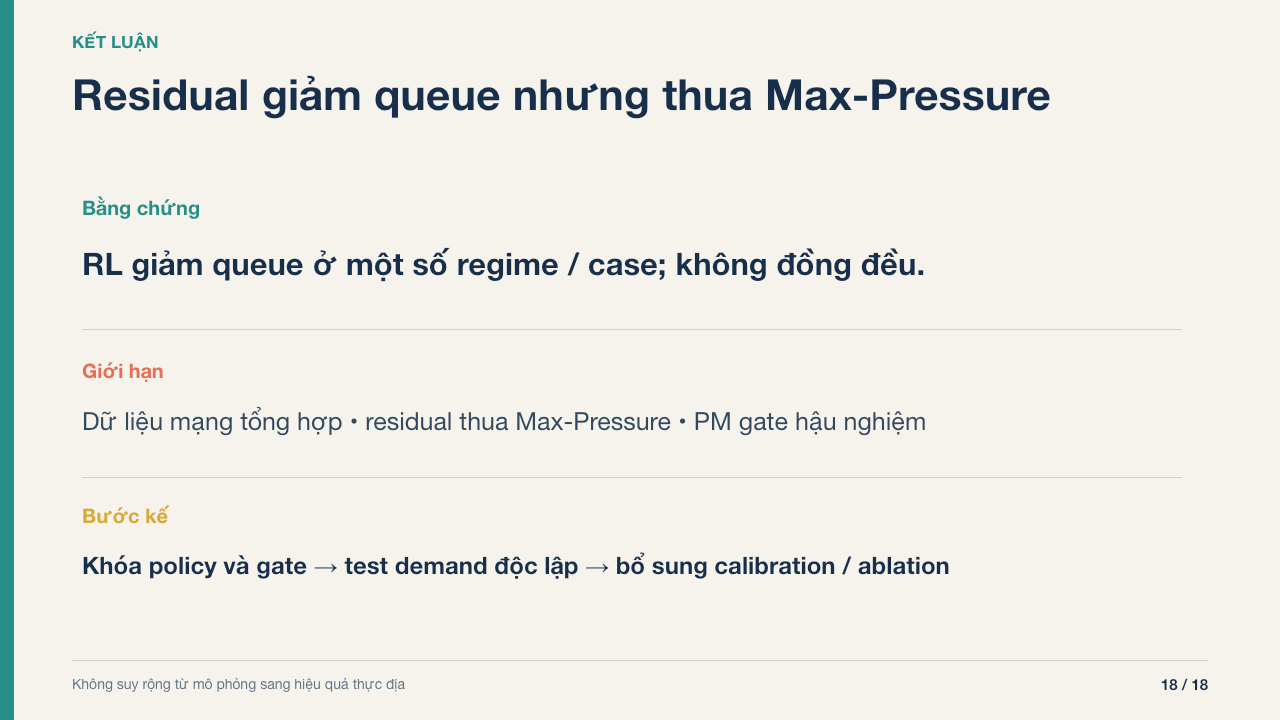 KẾT LUẬN
Residual giảm queue nhưng thua Max-Pressure
Bằng chứng
RL giảm queue ở một số regime / case; không đồng đều.
Giới hạn
Dữ liệu mạng tổng hợp • residual thua Max-Pressure • PM gate hậu nghiệm
Bước kế
Khóa policy và gate → test demand độc lập → bổ sung calibration / ablation
Không suy rộng từ mô phỏng sang hiệu quả thực địa
18 / 18